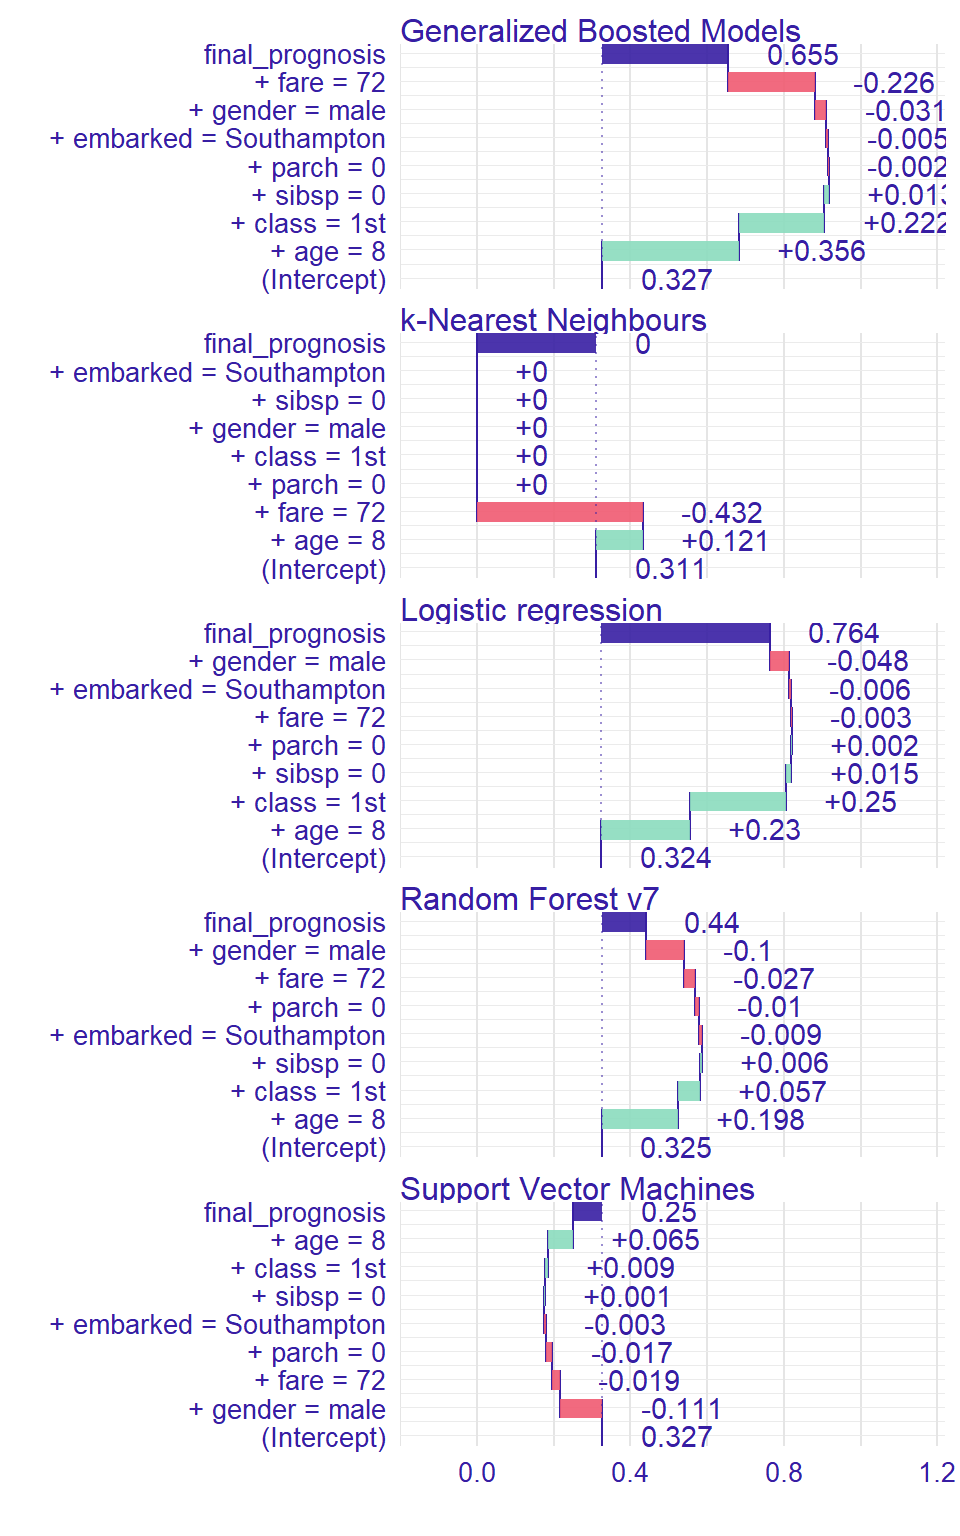 Generalized Boosted Models
final_prognosis 0.655
+ fare = 72 -0.226
+ gender = male -0.031
+ embarked = Southampton -0.005
+ parch = 0 -0.002
+ sibsp = 0 +0.013
+ class = 1st +0.222
+ age = 8 +0.356
(Intercept) 0.327
k-Nearest Neighbours
final_prognosis 0
+ embarked = Southampton +0
+ sibsp = 0 +0
+ gender = male +0
+ class = 1st +0
+ parch = 0 +0
+ fare = 72 -0.432
+ age = 8 +0.121
(Intercept) 0.311
Logistic regression
final_prognosis 0.764
+ gender = male -0.048
+ embarked = Southampton -0.006
+ fare = 72 -0.003
+ parch = 0 +0.002
+ sibsp = 0 +0.015
+ class = 1st +0.25
+ age = 8 +0.23
(Intercept) 0.324
Random Forest v7
final_prognosis 0.44
+ gender = male -0.1
+ fare = 72 -0.027
+ parch = 0 -0.01
+ embarked = Southampton -0.009
+ sibsp = 0 +0.006
+ class = 1st +0.057
+ age = 8 +0.198
(Intercept) 0.325
Support Vector Machines
final_prognosis 0.25
+ age = 8 +0.065
+ class = 1st +0.009
+ sibsp = 0 +0.001
+ embarked = Southampton -0.003
+ parch = 0 -0.017
+ fare = 72 -0.019
+ gender = male -0.111
(Intercept) 0.327
0.0 0.4 0.8 1.2